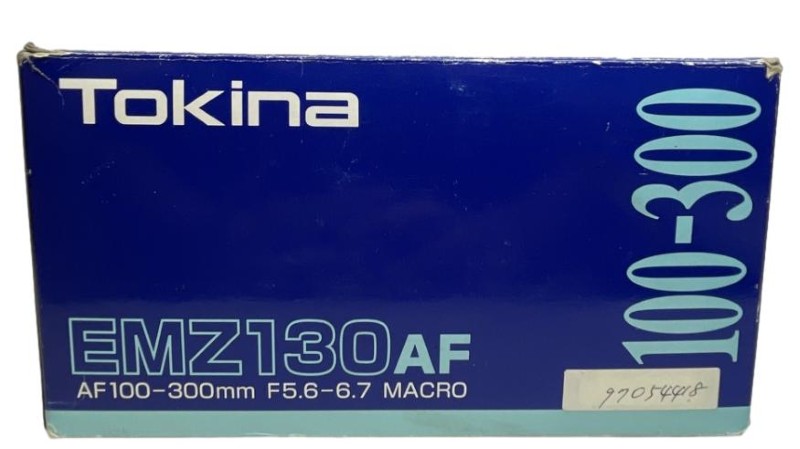 Tokina
100-300
EMZ130AF
AF100-300mm F5.6-6.7 MACRO
97054418